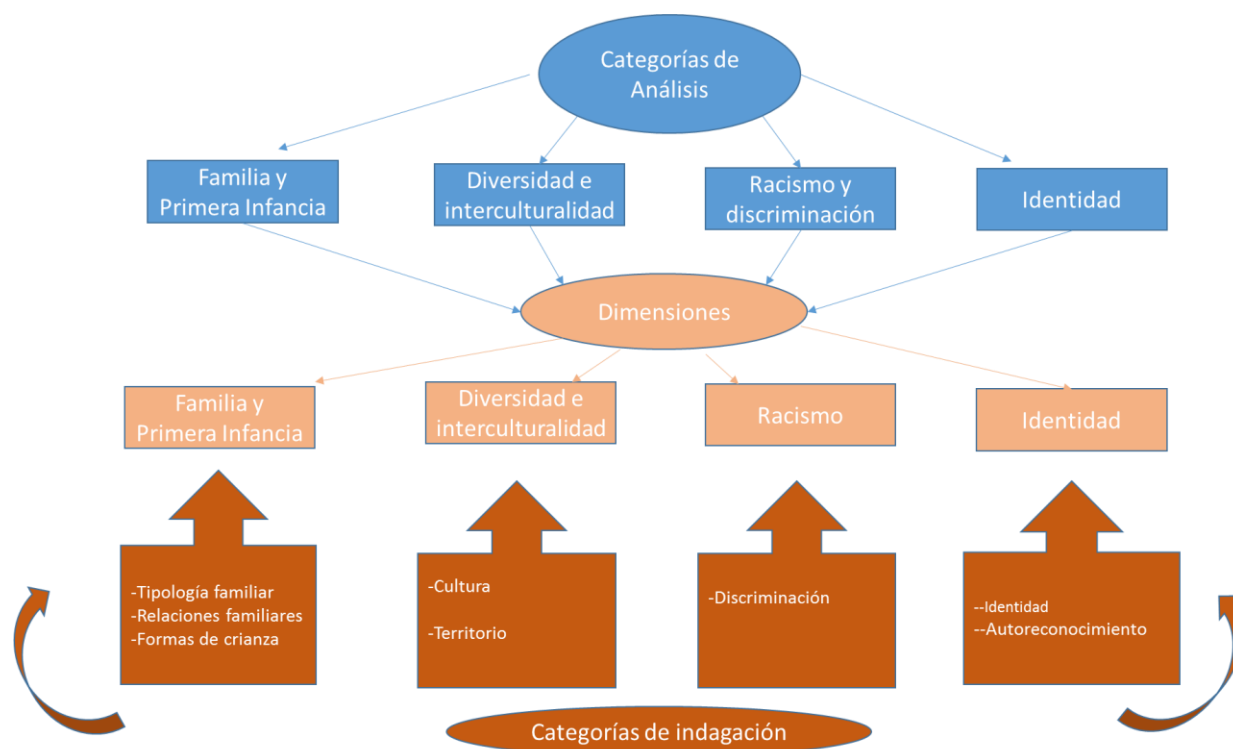 Categorías de
Análisis
Familia y
Primera Infancia
Diversidad e
interculturalidad
Racismo y
discriminación
Identidad
Dimensiones
Familia y
Primera Infancia
Diversidad e
interculturalidad
Racismo
Identidad
-Tipología familiar
-Relaciones familiares
-Formas de crianza
-Cultura
-Territorio
-Discriminación
--Identidad
--Autoreconocimiento
Categorías de indagación